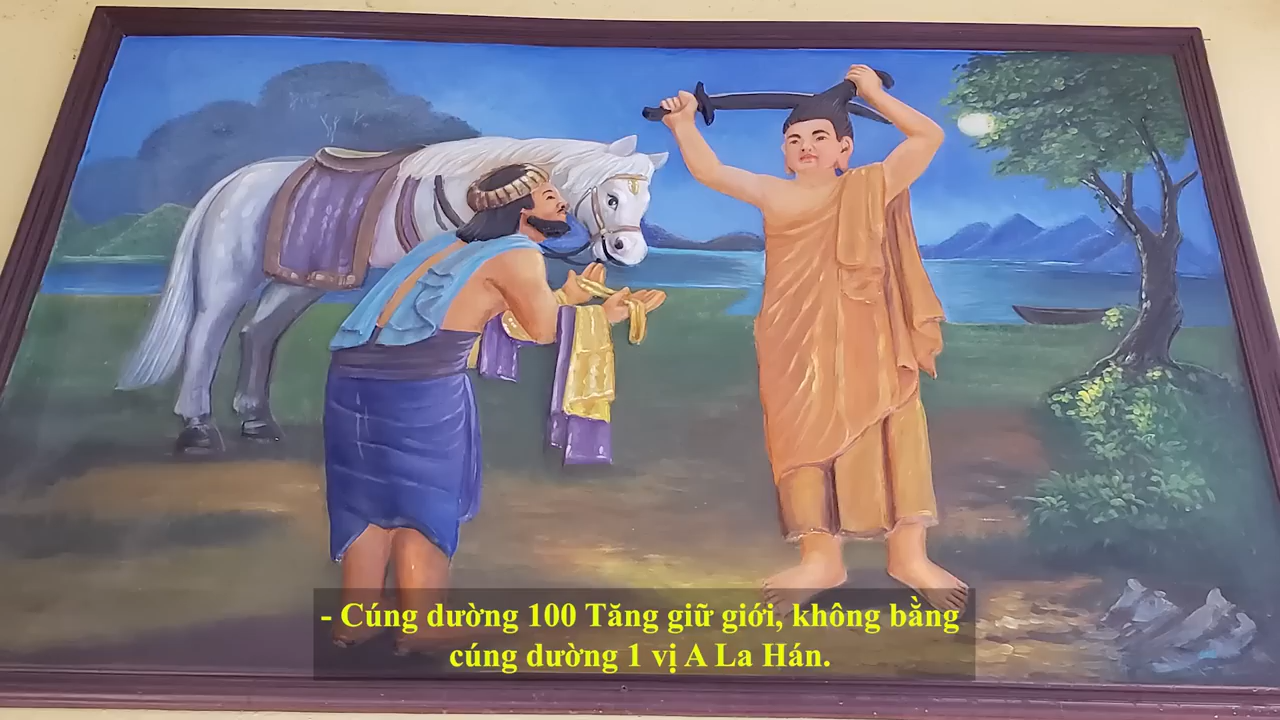 - Cúng dường 100 Tăng giữ giới, không bằng
cúng dường 1 vị A La Hán.